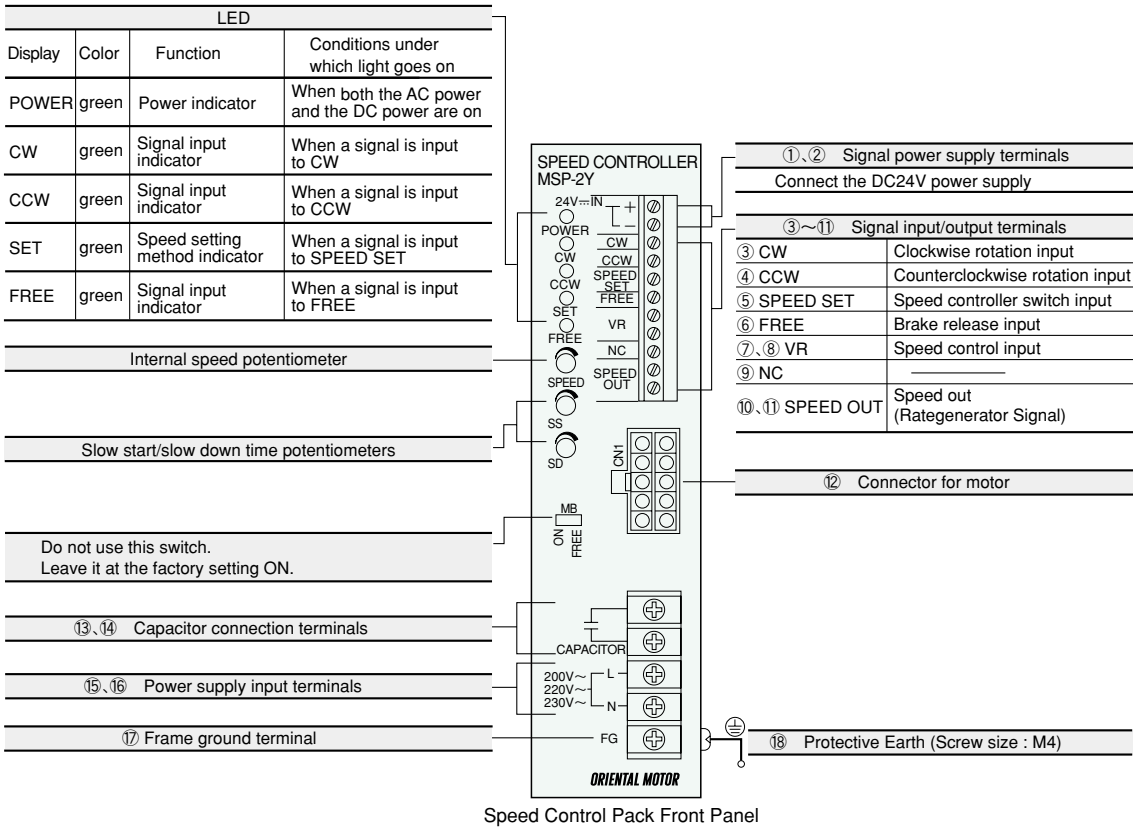 LED
Display Color Function Conditions under which light goes on
POWER green Power indicator When both the AC power and the DC power are on
CW green Signal input indicator When a signal is input to CW
CCW green Signal input indicator When a signal is input to CCW
SET green Speed setting method indicator When a signal is input to SPEED SET
FREE green Signal input indicator When a signal is input to FREE
Internal speed potentiometer
Slow start/slow down time potentiometers
Do not use this switch.
Leave it at the factory setting ON.
⑬、⑭ Capacitor connection terminals
⑮、⑯ Power supply input terminals
⑰ Frame ground terminal
SPEED CONTROLLER
MSP-2Y
24V⎓IN + −
POWER
CW
CCW
SET
FREE
CW
CCW
SPEED SET
FREE
VR
NC
SPEED OUT
SPEED
SS
SD
CN1
MB
ON
FREE
CAPACITOR
200V～
220V～
230V～
L
N
FG
ORIENTAL MOTOR
①、② Signal power supply terminals
Connect the DC24V power supply
③～⑪ Signal input/output terminals
③ CW Clockwise rotation input
④ CCW Counterclockwise rotation input
⑤ SPEED SET Speed controller switch input
⑥ FREE Brake release input
⑦、⑧ VR Speed control input
⑨ NC ———
⑩、⑪ SPEED OUT Speed out (Rategenerator Signal)
⑫ Connector for motor
⑱ Protective Earth (Screw size : M4)
Speed Control Pack Front Panel